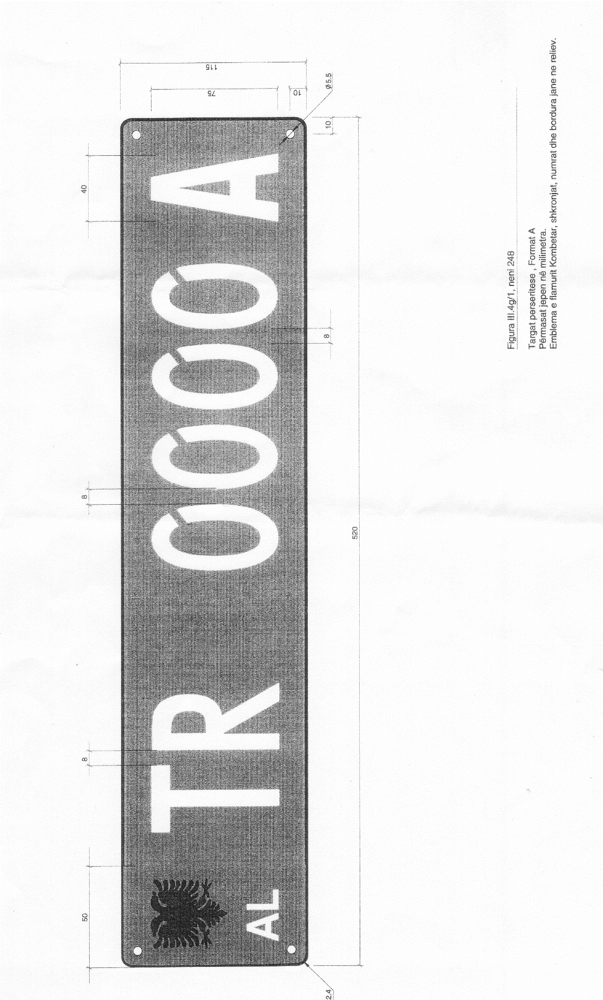 115
75
10
Ø5.5
10
40
8
8
520
8
50
2.4
TR 0000 A
AL
Figura III.4g/1, neni 248
Targat perseritese , Format A
Përmasat jepen në milimetra.
Emblema e flamurit Kombetar, shkronjat, numrat dhe bordura jane ne reliev.